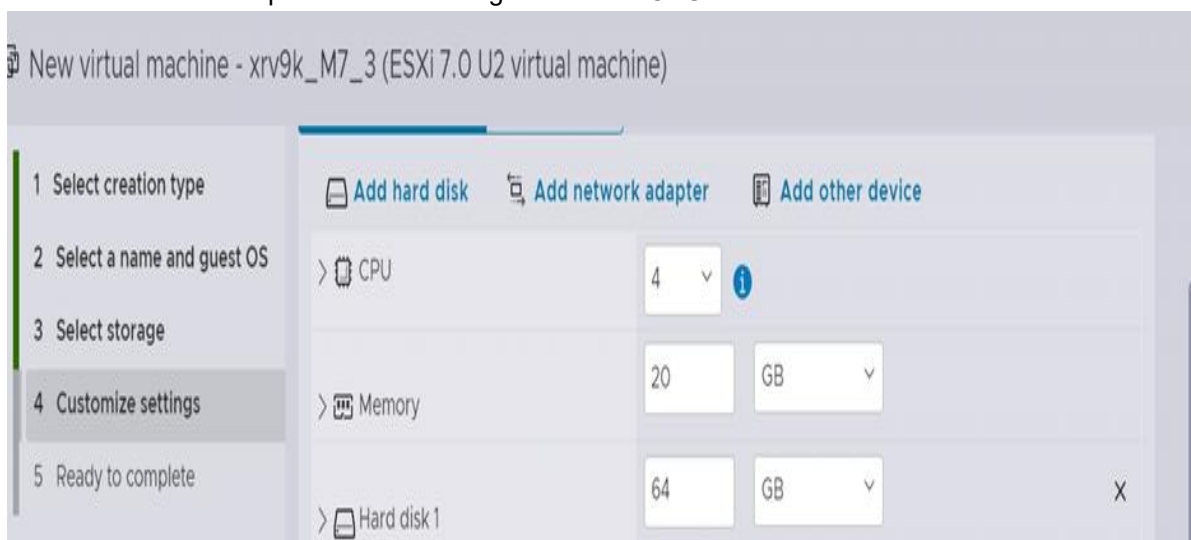 New virtual machine - xrv9k_M7_3 (ESXi 7.0 U2 virtual machine)
1 Select creation type
2 Select a name and guest OS
3 Select storage
4 Customize settings
5 Ready to complete
Add hard disk Add network adapter Add other device
CPU 4
Memory 20 GB
Hard disk 1 64 GB X